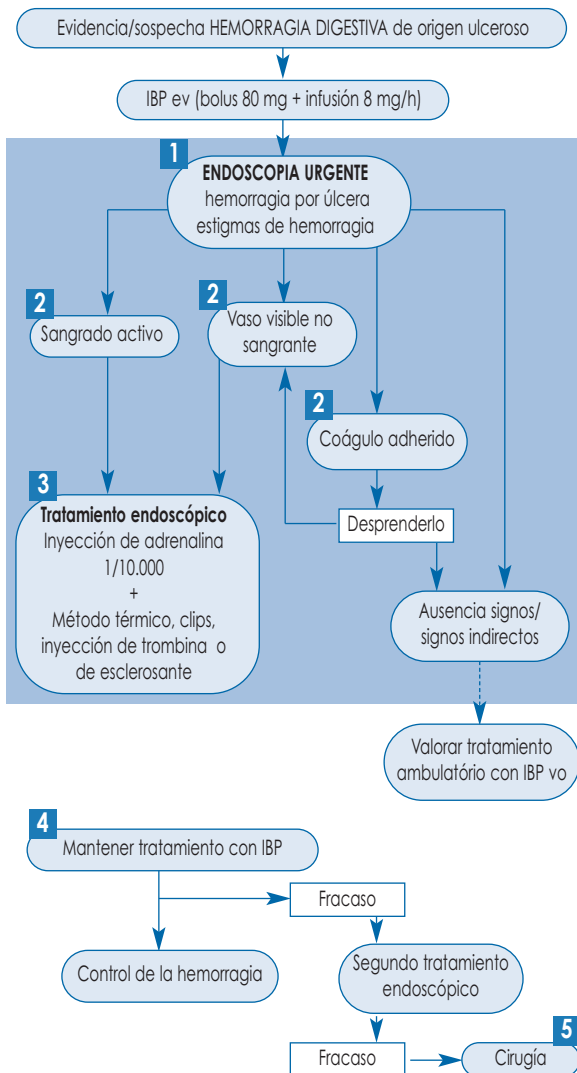 Evidencia/sospecha HEMORRAGIA DIGESTIVA de origen ulceroso
IBP ev (bolus 80 mg + infusión 8 mg/h)
1
ENDOSCOPIA URGENTE
hemorragia por úlcera
estigmas de hemorragia
2
Sangrado activo
2
Vaso visible no
sangrante
2
Coágulo adherido
Desprenderlo
3
Tratamiento endoscópico
Inyección de adrenalina
1/10.000
+
Método térmico, clips,
inyección de trombina o
de esclerosante
Ausencia signos/
signos indirectos
Valorar tratamiento
ambulatório con IBP vo
4
Mantener tratamiento con IBP
Fracaso
Control de la hemorragia
Segundo tratamiento
endoscópico
Fracaso
5
Cirugía